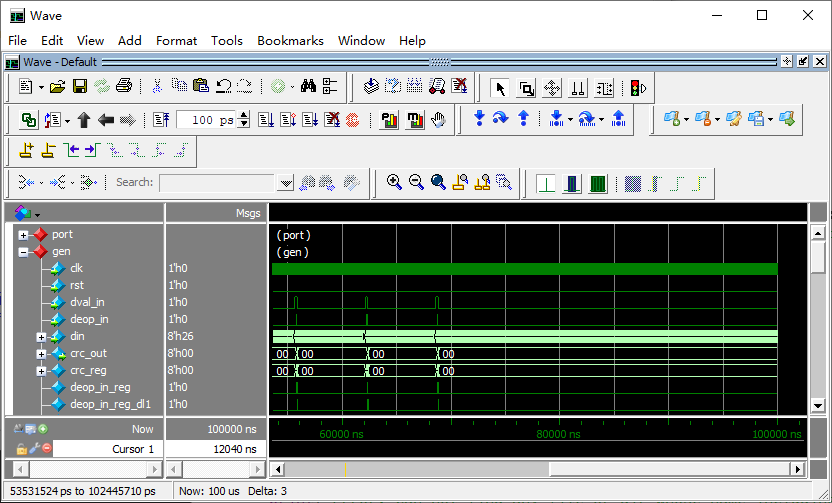 Wave
File Edit View Add Format Tools Bookmarks Window Help
Wave - Default
100 ps
Search:
Msgs
port (port)
gen (gen)
clk 1'h0
rst 1'h0
dval_in 1'h0
deop_in 1'h0
din 8'h26
crc_out 8'h00 00 00 00 00
crc_reg 8'h00 00 00 00 00
deop_in_reg 1'h0
deop_in_reg_dl1 1'h0
Now 100000 ns 60000 ns 80000 ns 100000 ns
Cursor 1 12040 ns
53531524 ps to 102445710 ps Now: 100 us Delta: 3